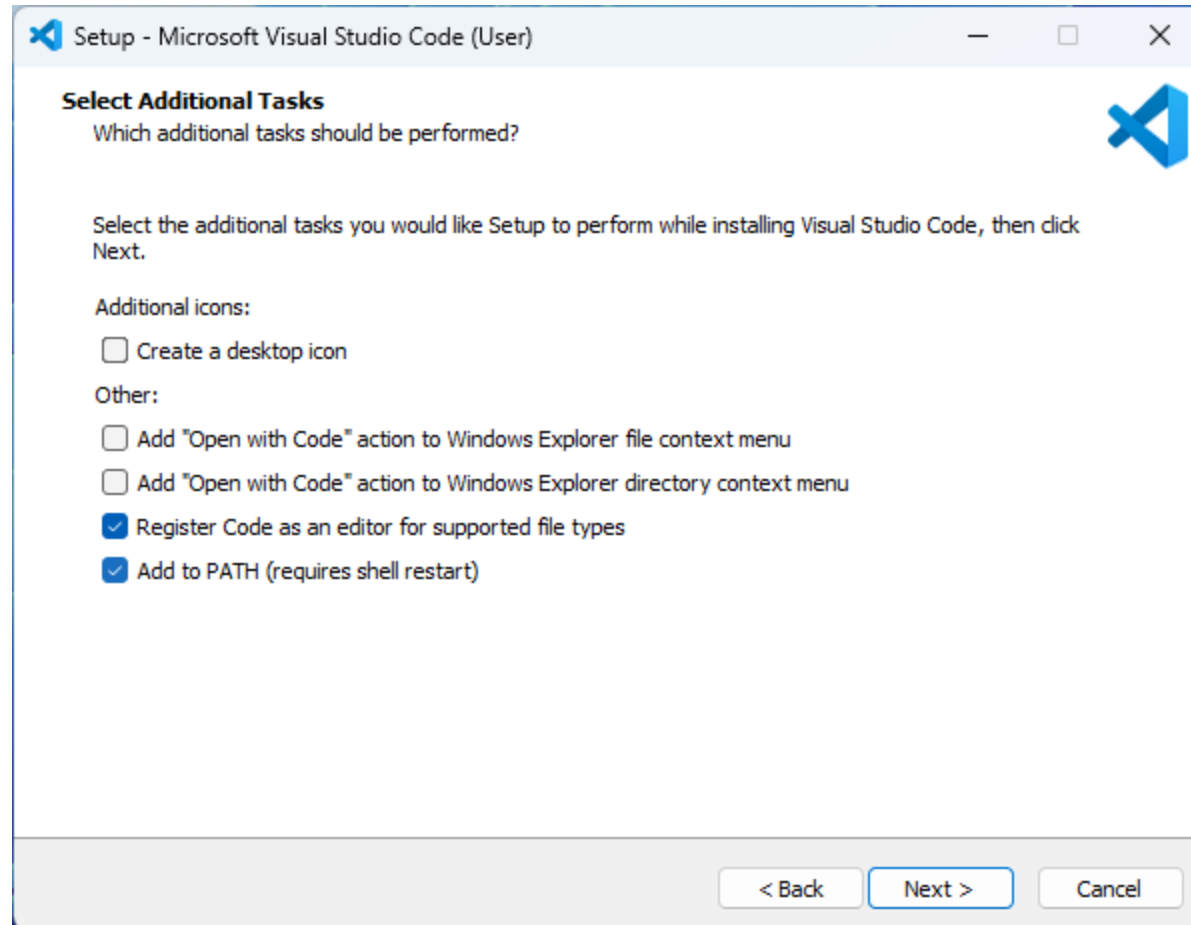 Setup - Microsoft Visual Studio Code (User)
Select Additional Tasks
Which additional tasks should be performed?
Select the additional tasks you would like Setup to perform while installing Visual Studio Code, then click
Next.
Additional icons:
Create a desktop icon
Other:
Add "Open with Code" action to Windows Explorer file context menu
Add "Open with Code" action to Windows Explorer directory context menu
Register Code as an editor for supported file types
Add to PATH (requires shell restart)
< Back Next > Cancel